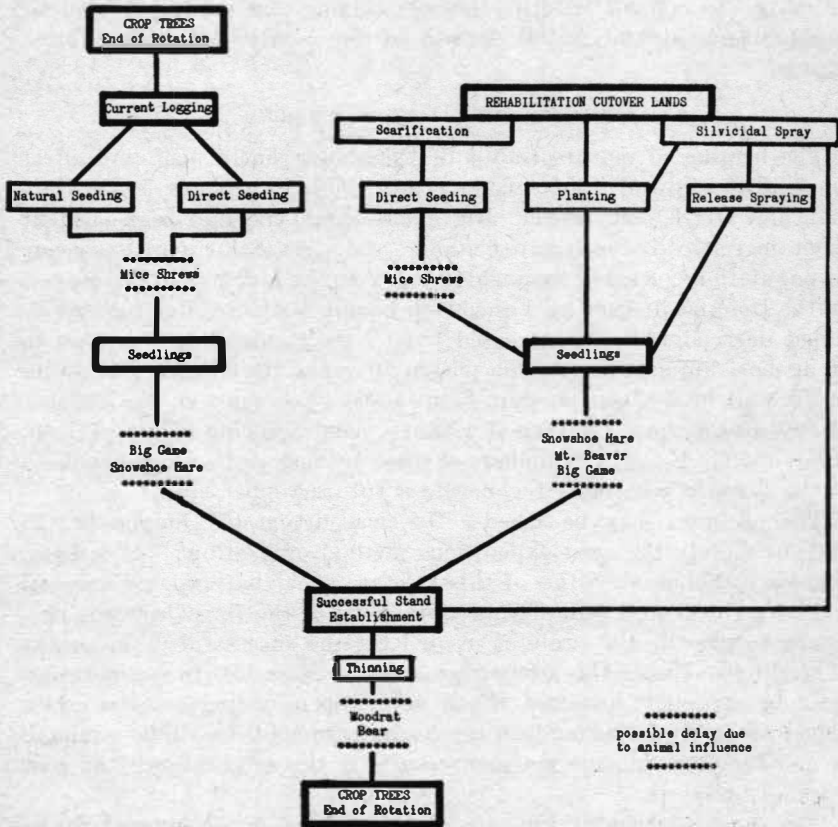 CROP TREES
End of Rotation
Current Logging
Natural Seeding
Direct Seeding
Mice Shrews
Seedlings
Big Game
Snowshoe Hare
REHABILITATION CUTOVER LANDS
Scarification
Silvicidal Spray
Direct Seeding
Planting
Release Spraying
Mice Shrews
Seedlings
Snowshoe Hare
Mt. Beaver
Big Game
Successful Stand
Establishment
Thinning
Woodrat
Bear
CROP TREES
End of Rotation
possible delay due
to animal influence